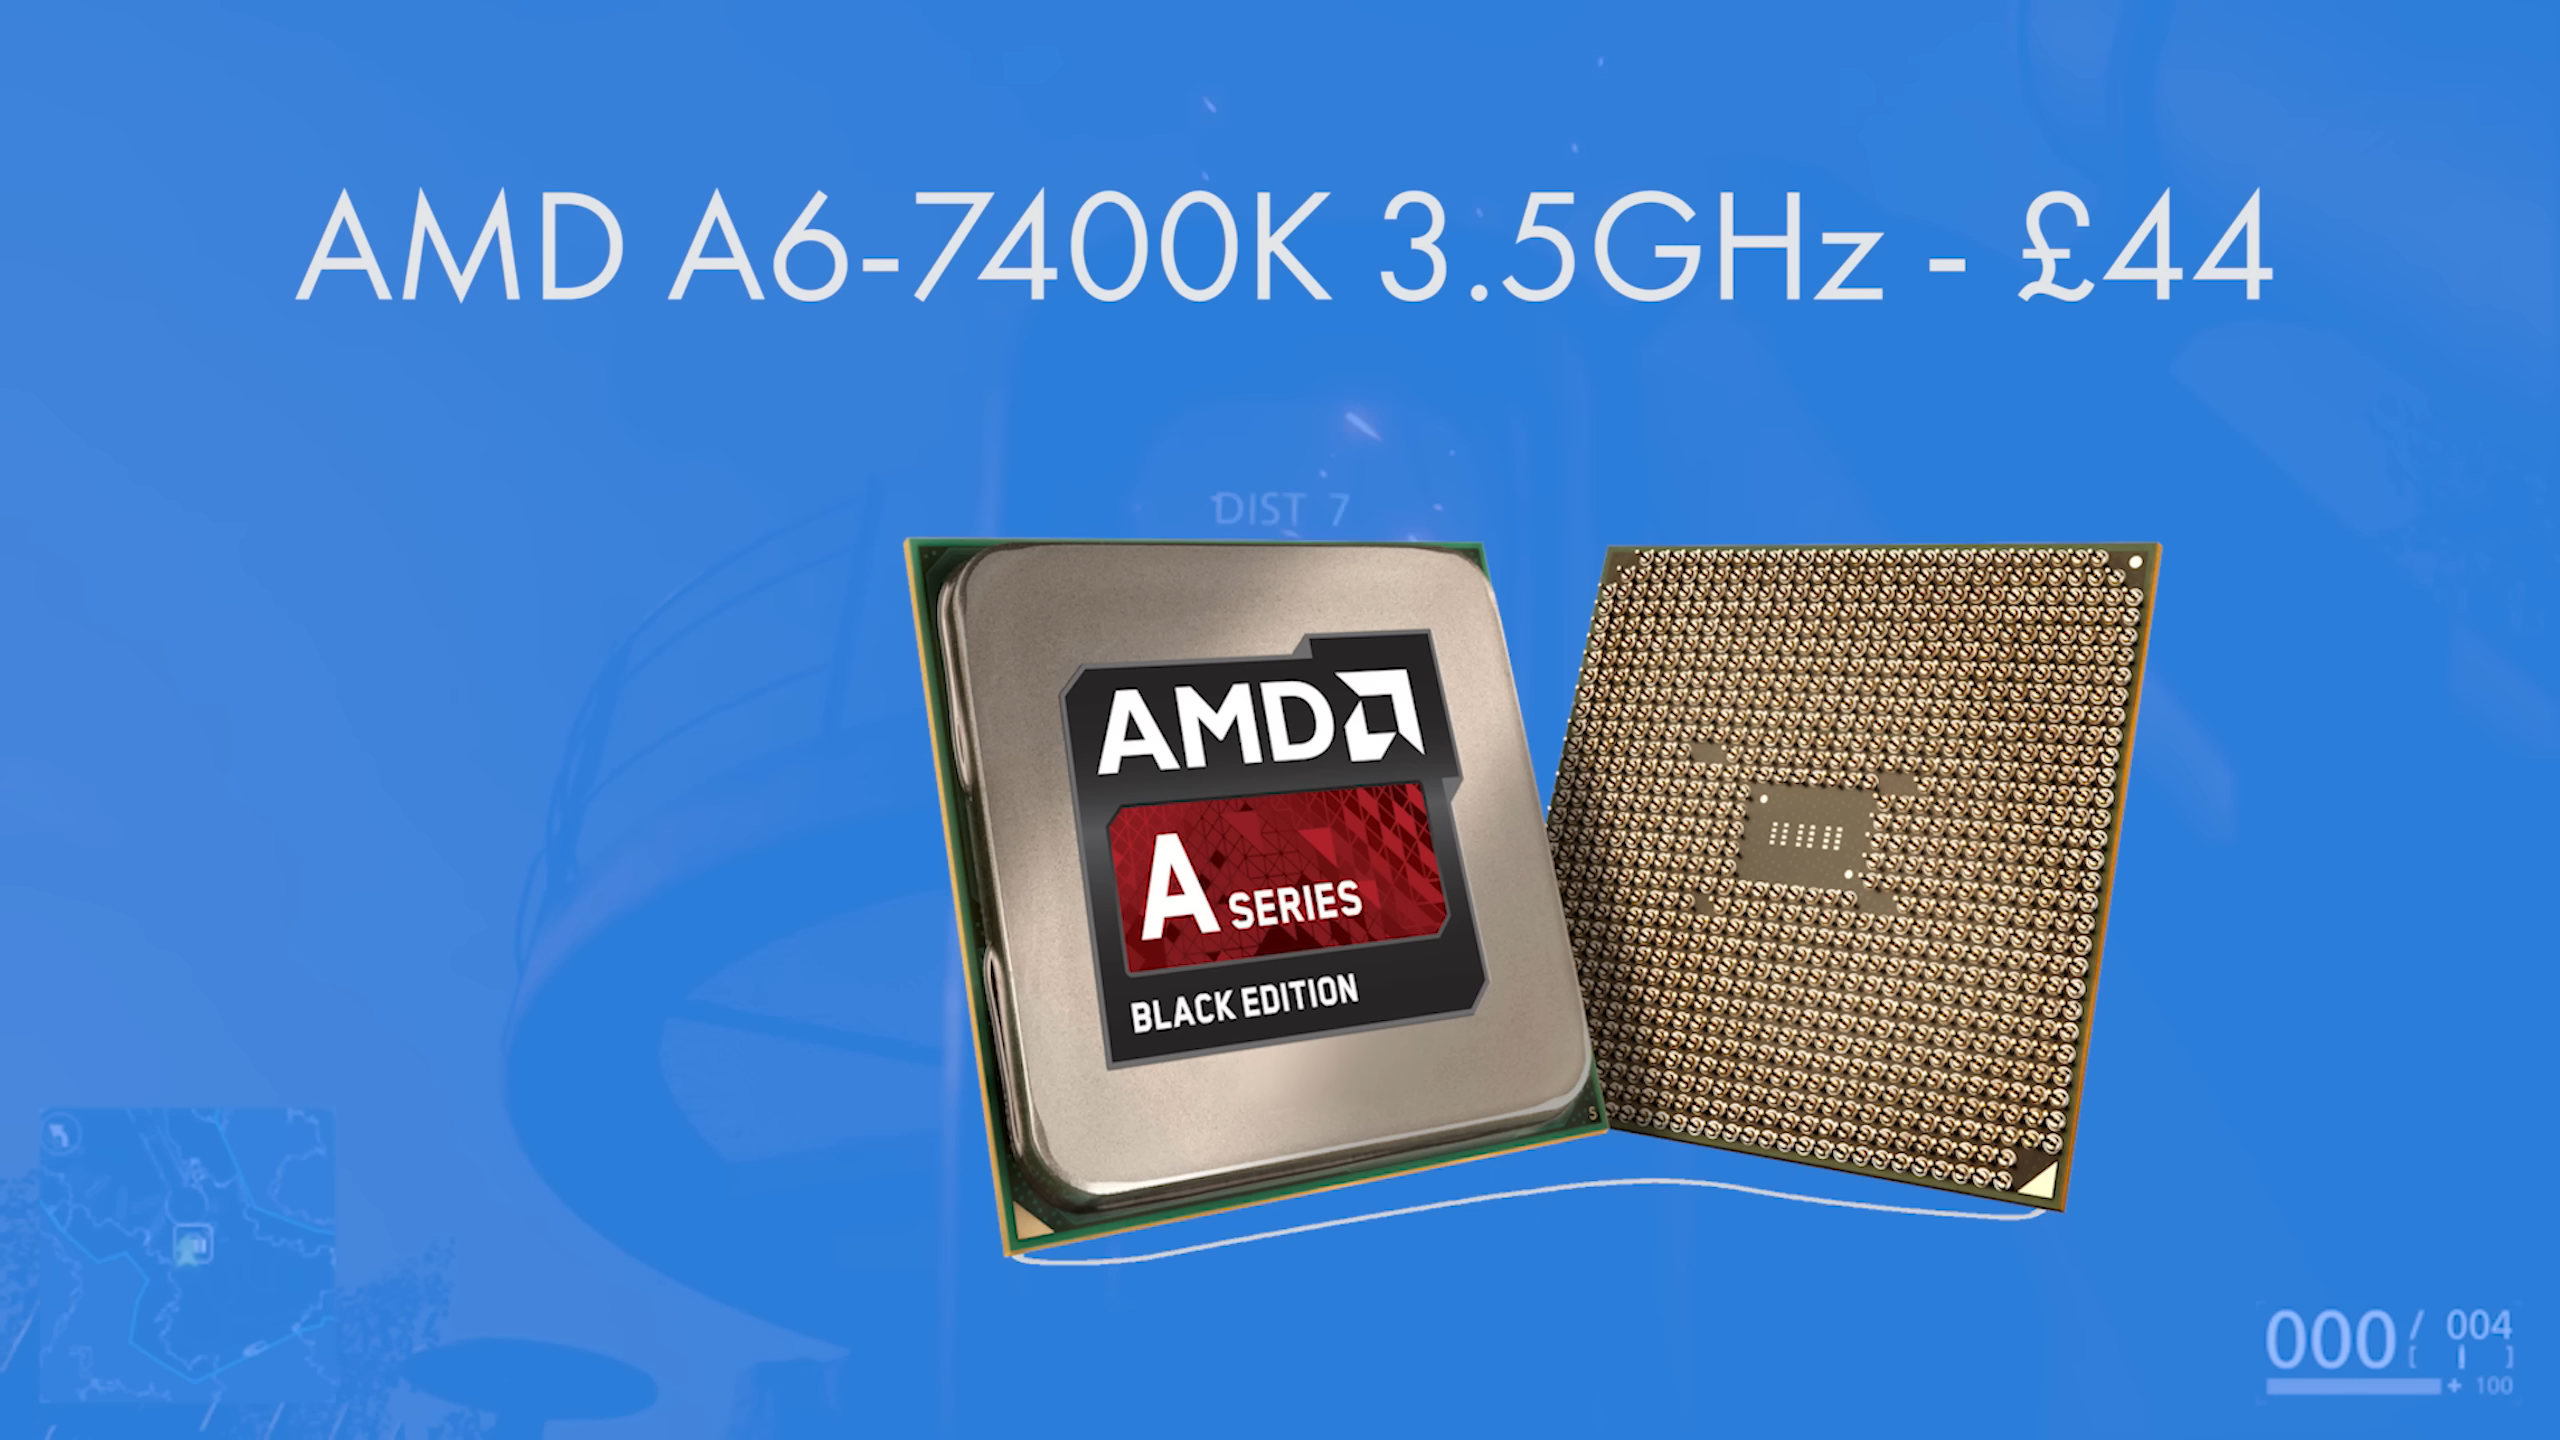 AMD A6-7400K 3.5GHz - £44
DIST 7
AMD
A SERIES
BLACK EDITION
S
000 / 004
[ | ]
+ 100